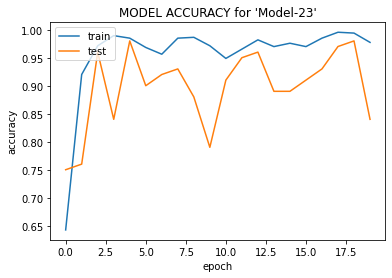 MODEL ACCURACY for 'Model-23'
train
test
1.00
0.95
0.90
0.85
0.80
0.75
0.70
0.65
accuracy
0.0 2.5 5.0 7.5 10.0 12.5 15.0 17.5
epoch